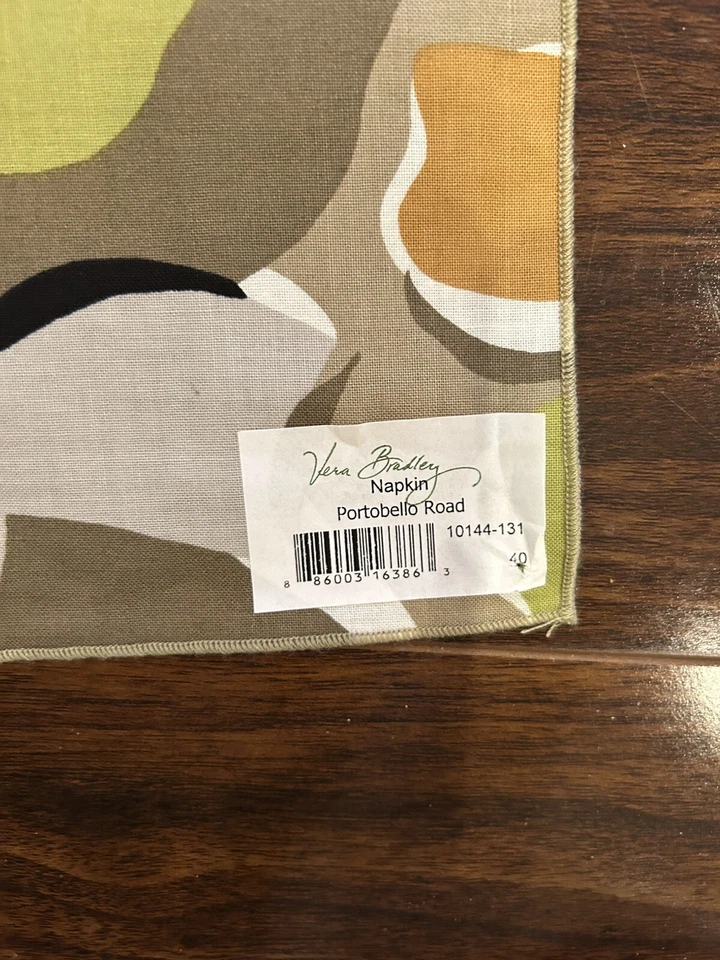 Vera Bradley
Napkin
Portobello Road
10144-131
40
8 86003 16386 3